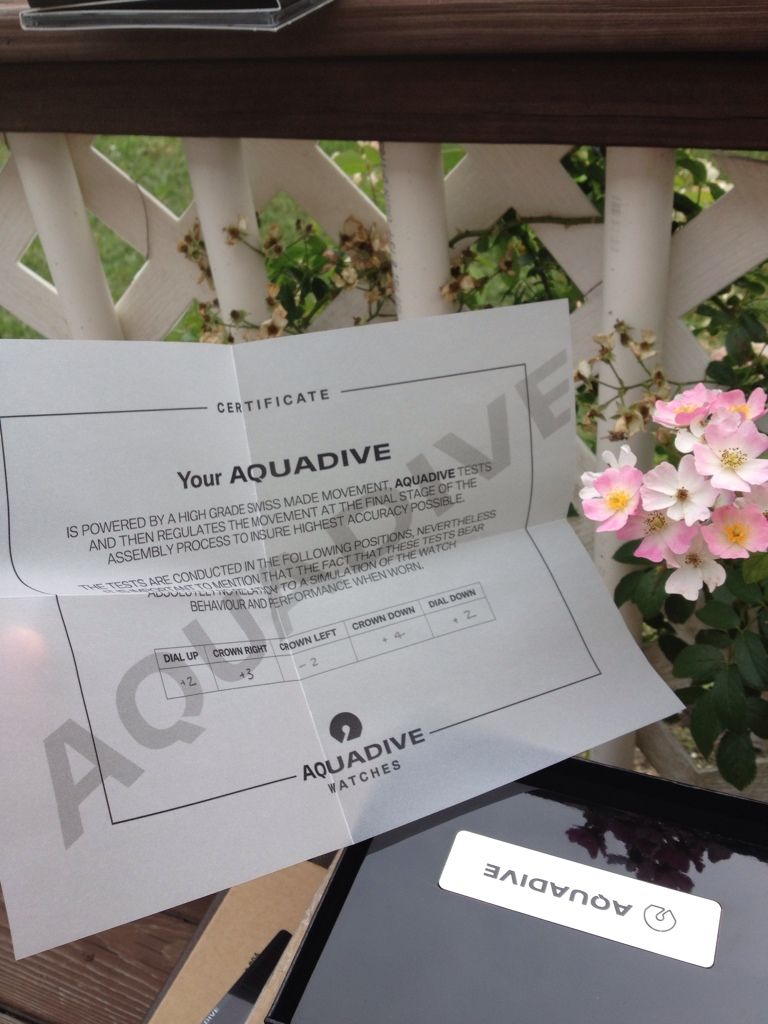 CERTIFICATE
Your AQUADIVE
IS POWERED BY A HIGH GRADE SWISS MADE MOVEMENT, AQUADIVE TESTS
AND THEN REGULATES THE MOVEMENT AT THE FINAL STAGE OF THE
ASSEMBLY PROCESS TO INSURE HIGHEST ACCURACY POSSIBLE.
THE TESTS ARE CONDUCTED IN THE FOLLOWING POSITIONS, NEVERTHELESS
IMPORTANT TO MENTION THAT THE FACT THAT THESE TESTS BEAR
ABSOLUTELY NO RELATION TO A SIMULATION OF THE WATCH
BEHAVIOUR AND PERFORMANCE WHEN WORN.
DIAL UP CROWN RIGHT CROWN LEFT CROWN DOWN DIAL DOWN
+2 +3 -2 +4 +2
AQUADIVE
WATCHES
AQUADIVE
AQUADIVE